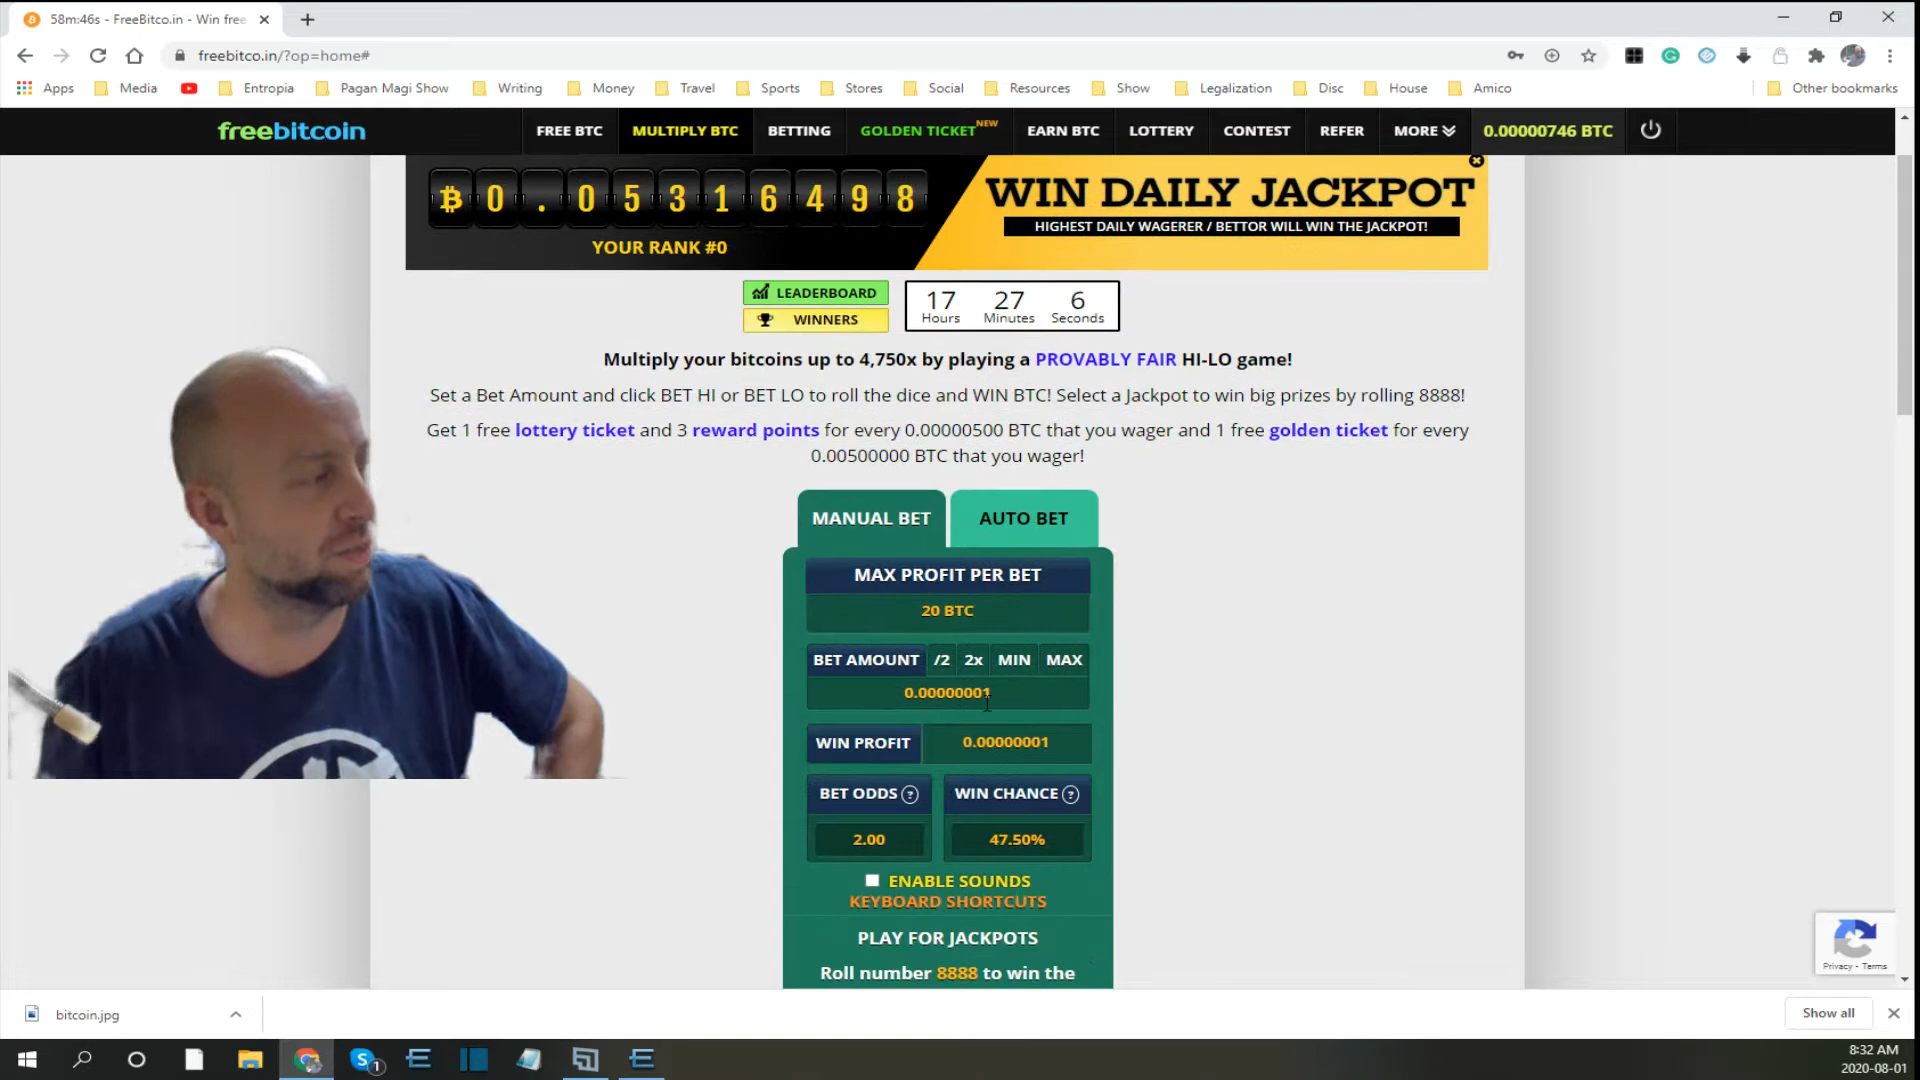 58m:46s - FreeBitco.in - Win free
freebitco.in/?op=home#
Apps Media Entropia Pagan Magi Show Writing Money Travel Sports Stores Social Resources Show Legalization Disc House Amico Other bookmarks
freebitcoin FREE BTC MULTIPLY BTC BETTING GOLDEN TICKET NEW EARN BTC LOTTERY CONTEST REFER MORE 0.00000746 BTC
0.05316498
YOUR RANK #0
WIN DAILY JACKPOT
HIGHEST DAILY WAGERER / BETTOR WILL WIN THE JACKPOT!
LEADERBOARD
WINNERS
17 27 6
Hours Minutes Seconds
Multiply your bitcoins up to 4,750x by playing a PROVABLY FAIR HI-LO game!
Set a Bet Amount and click BET HI or BET LO to roll the dice and WIN BTC! Select a Jackpot to win big prizes by rolling 8888!
Get 1 free lottery ticket and 3 reward points for every 0.00000500 BTC that you wager and 1 free golden ticket for every
0.00500000 BTC that you wager!
MANUAL BET AUTO BET
MAX PROFIT PER BET
20 BTC
BET AMOUNT /2 2x MIN MAX
0.00000001
WIN PROFIT 0.00000001
BET ODDS ? WIN CHANCE ?
2.00 47.50%
ENABLE SOUNDS
KEYBOARD SHORTCUTS
PLAY FOR JACKPOTS
Roll number 8888 to win the
Privacy - Terms
bitcoin.jpg
Show all
8:32 AM
2020-08-01